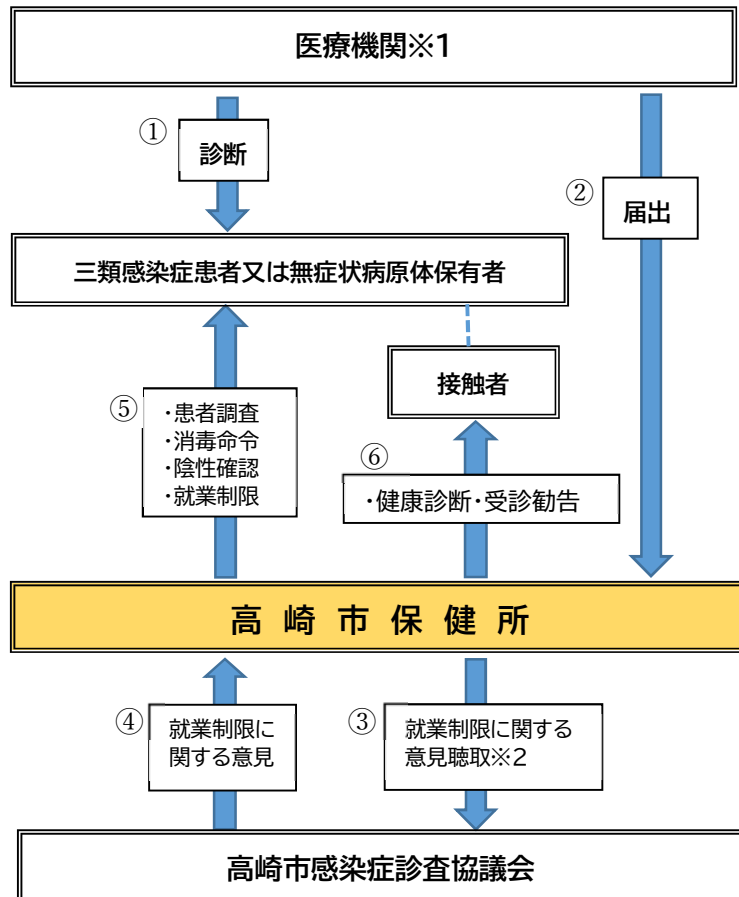 医療機関※1
①
診断
②
届出
三類感染症患者又は無症状病原体保有者
接触者
⑤
・患者調査
・消毒命令
・陰性確認
・就業制限
⑥
・健康診断・受診勧告
高崎市保健所
④
就業制限に
関する意見
③
就業制限に関する
意見聴取※2
高崎市感染症診査協議会